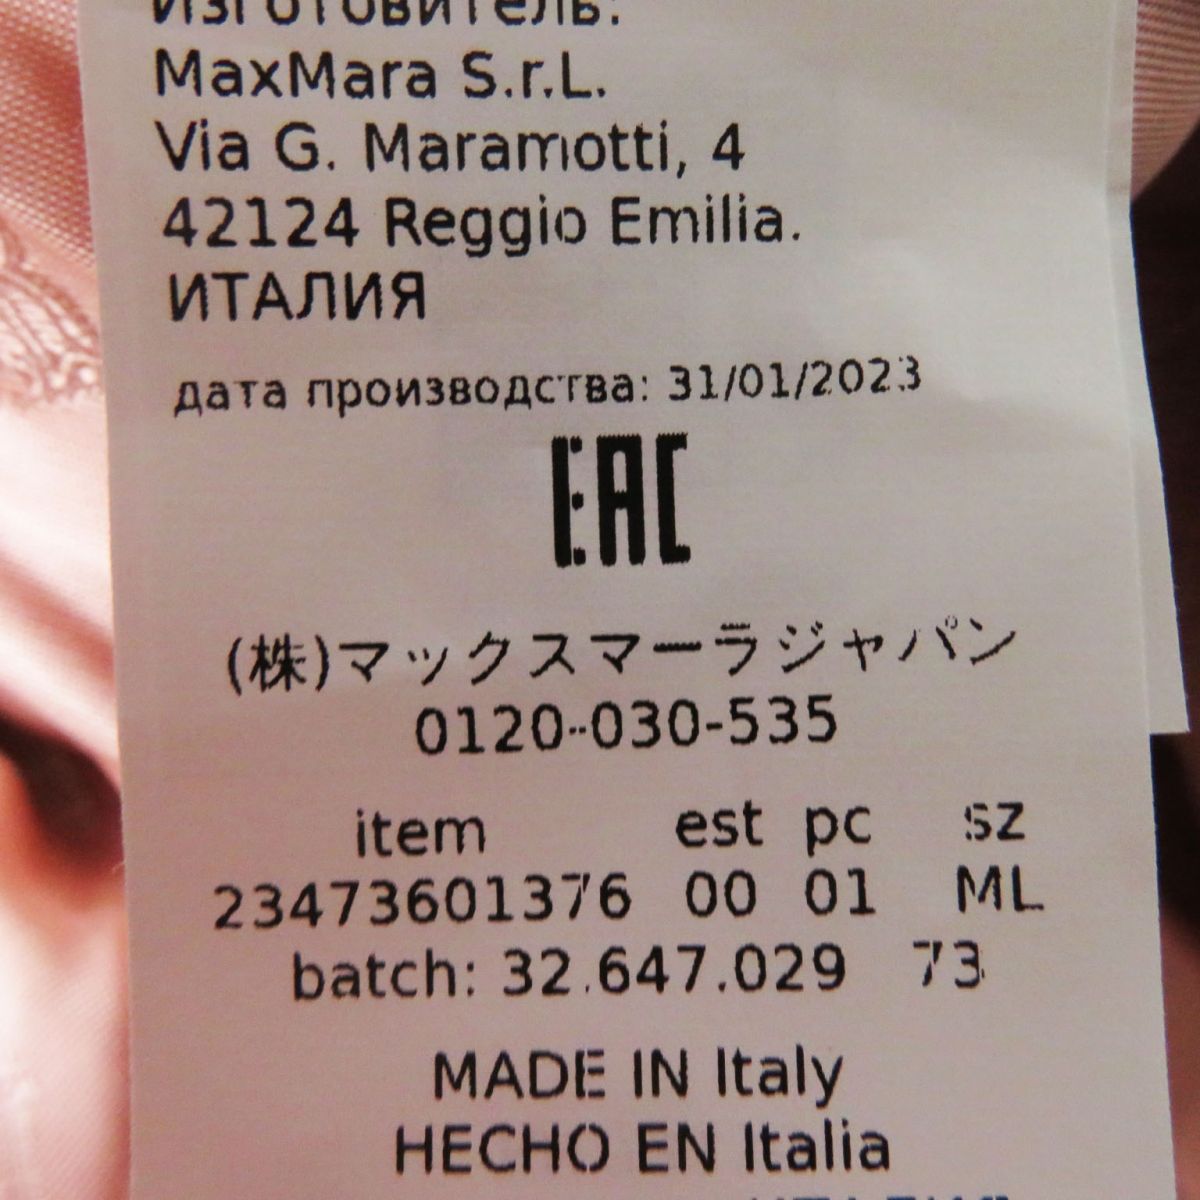 Изготовитель:
MaxMara S.r.L.
Via G. Maramotti, 4
42124 Reggio Emilia.
ИТАЛИЯ
дата производства: 31/01/2023
EAC
(株)マックスマーラジャパン
0120-030-535
item est pc sz
23473601376 00 01 ML
batch: 32.647.029 73
MADE IN Italy
HECHO EN Italia